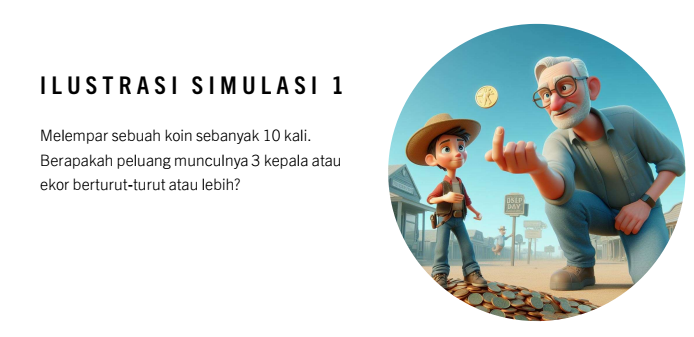 ILUSTRASI SIMULASI 1
Melempar sebuah koin sebanyak 10 kali.
Berapakah peluang munculnya 3 kepala atau
ekor berturut-turut atau lebih?